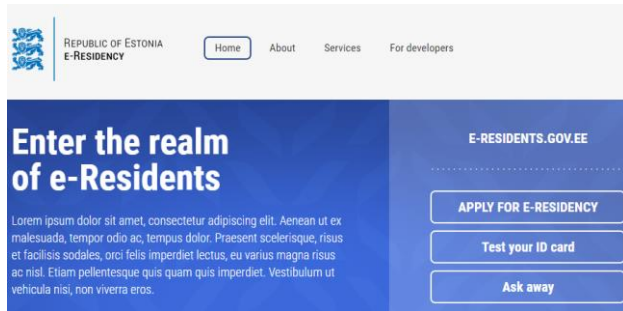 REPUBLIC OF ESTONIA
E-RESIDENCY
Home
About
Services
For developers
Enter the realm
of e-Residents
Lorem ipsum dolor sit amet, consectetur adipiscing elit. Aenean ut ex
malesuada, tempor odio ac, tempus dolor. Praesent scelerisque, risus
et facilisis sodales, orci felis imperdiet lectus, eu varius magna risus
ac nisl. Etiam pellentesque quis quam quis imperdiet. Vestibulum ut
vehicula nisi, non viverra eros.
E-RESIDENTS.GOV.EE
APPLY FOR E-RESIDENCY
Test your ID card
Ask away